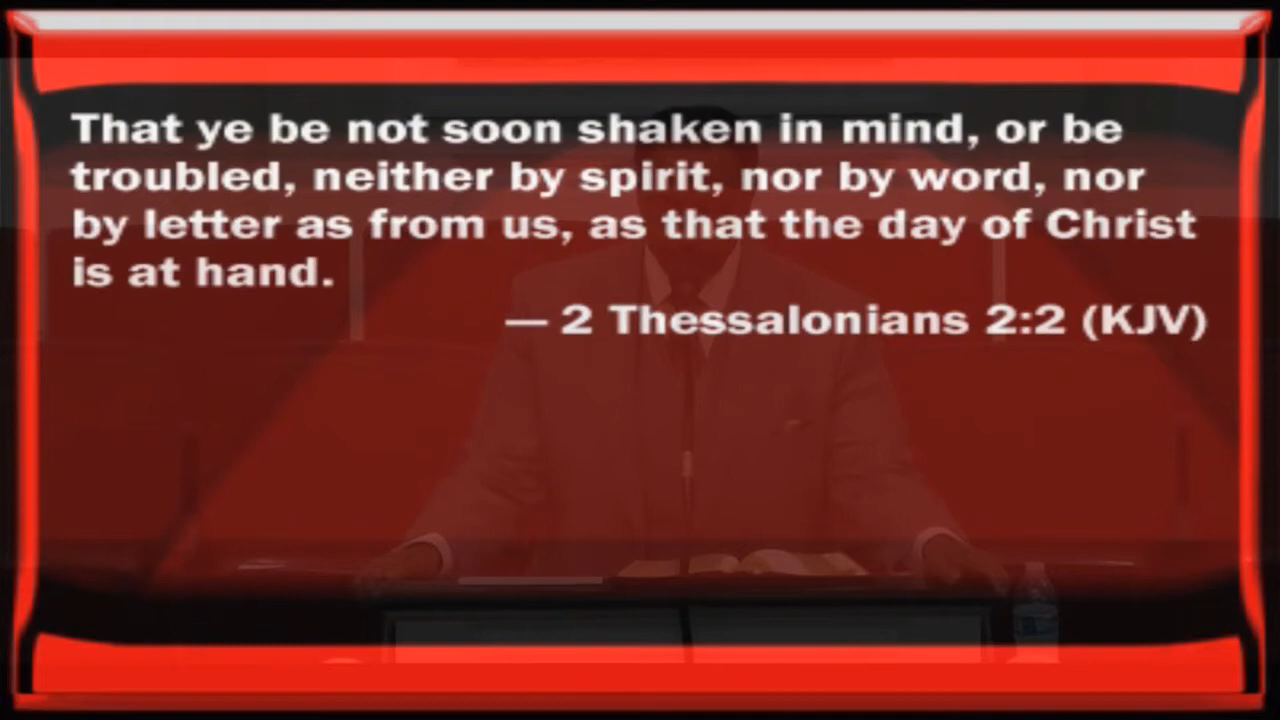 That ye be not soon shaken in mind, or be
troubled, neither by spirit, nor by word, nor
by letter as from us, as that the day of Christ
is at hand.
— 2 Thessalonians 2:2 (KJV)